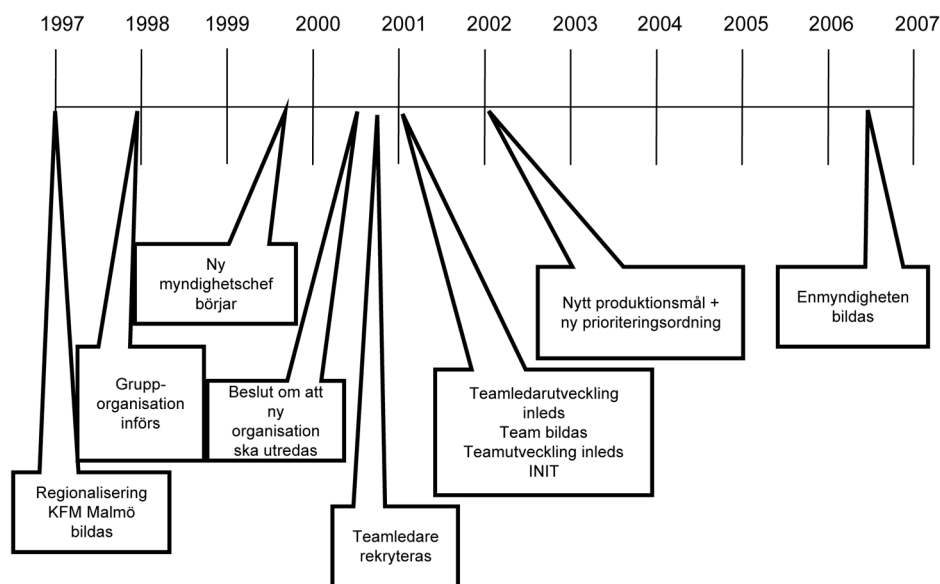 1997 1998 1999 2000 2001 2002 2003 2004 2005 2006 2007
Ny
myndighetschef
börjar
Nytt produktionsmål +
ny prioriteringsordning
Enmyndigheten
bildas
Grupp-
organisation
införs
Beslut om att
ny
organisation
ska utredas
Teamledarutveckling
inleds
Team bildas
Teamutveckling inleds
INIT
Regionalisering
KFM Malmö
bildas
Teamledare
rekryteras